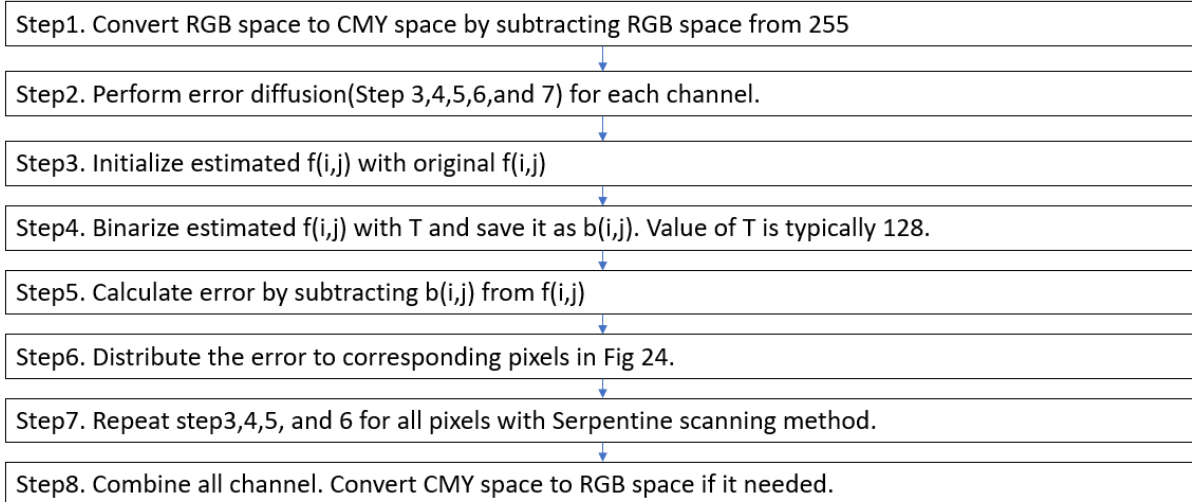 Step1. Convert RGB space to CMY space by subtracting RGB space from 255
Step2. Perform error diffusion(Step 3,4,5,6,and 7) for each channel.
Step3. Initialize estimated f(i,j) with original f(i,j)
Step4. Binarize estimated f(i,j) with T and save it as b(i,j). Value of T is typically 128.
Step5. Calculate error by subtracting b(i,j) from f(i,j)
Step6. Distribute the error to corresponding pixels in Fig 24.
Step7. Repeat step3,4,5, and 6 for all pixels with Serpentine scanning method.
Step8. Combine all channel. Convert CMY space to RGB space if it needed.